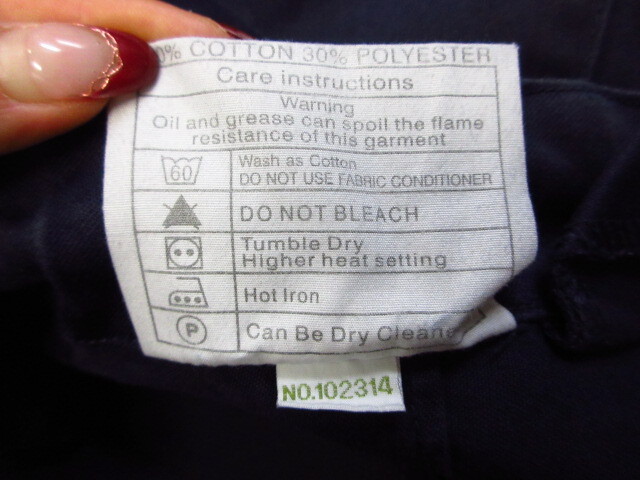 0% COTTON 30% POLYESTER
Care instructions
Warning
Oil and grease can spoil the flame
resistance of this garment
60
Wash as Cotton
DO NOT USE FABRIC CONDITIONER
DO NOT BLEACH
Tumble Dry
Higher heat setting
Hot Iron
P
Can Be Dry Cleaned
NO.102314